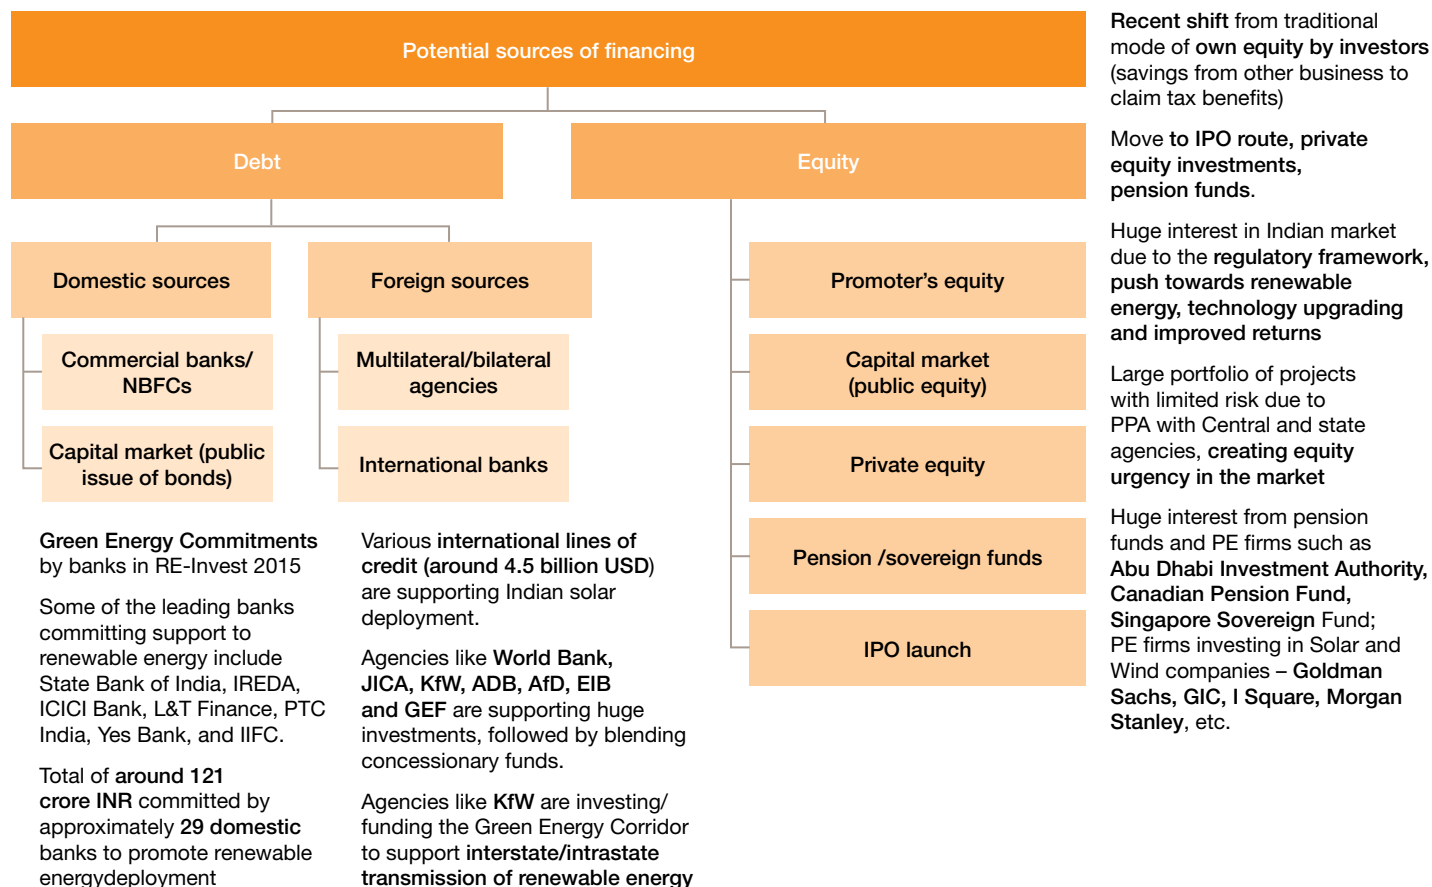 Potential sources of financing
Debt
Equity
Domestic sources
Foreign sources
Commercial banks/
NBFCs
Capital market (public
issue of bonds)
Multilateral/bilateral
agencies
International banks
Promoter's equity
Capital market
(public equity)
Private equity
Pension /sovereign funds
IPO launch
Green Energy Commitments
by banks in RE-Invest 2015
Some of the leading banks
committing support to
renewable energy include
State Bank of India, IREDA,
ICICI Bank, L&T Finance, PTC
India, Yes Bank, and IIFC.
Total of around 121
crore INR committed by
approximately 29 domestic
banks to promote renewable
energydeployment
Various international lines of
credit (around 4.5 billion USD)
are supporting Indian solar
deployment.
Agencies like World Bank,
JICA, KfW, ADB, AfD, EIB
and GEF are supporting huge
investments, followed by blending
concessionary funds.
Agencies like KfW are investing/
funding the Green Energy Corridor
to support interstate/intrastate
transmission of renewable energy
Recent shift from traditional
mode of own equity by investors
(savings from other business to
claim tax benefits)
Move to IPO route, private
equity investments,
pension funds.
Huge interest in Indian market
due to the regulatory framework,
push towards renewable
energy, technology upgrading
and improved returns
Large portfolio of projects
with limited risk due to
PPA with Central and state
agencies, creating equity
urgency in the market
Huge interest from pension
funds and PE firms such as
Abu Dhabi Investment Authority,
Canadian Pension Fund,
Singapore Sovereign Fund;
PE firms investing in Solar and
Wind companies – Goldman
Sachs, GIC, I Square, Morgan
Stanley, etc.